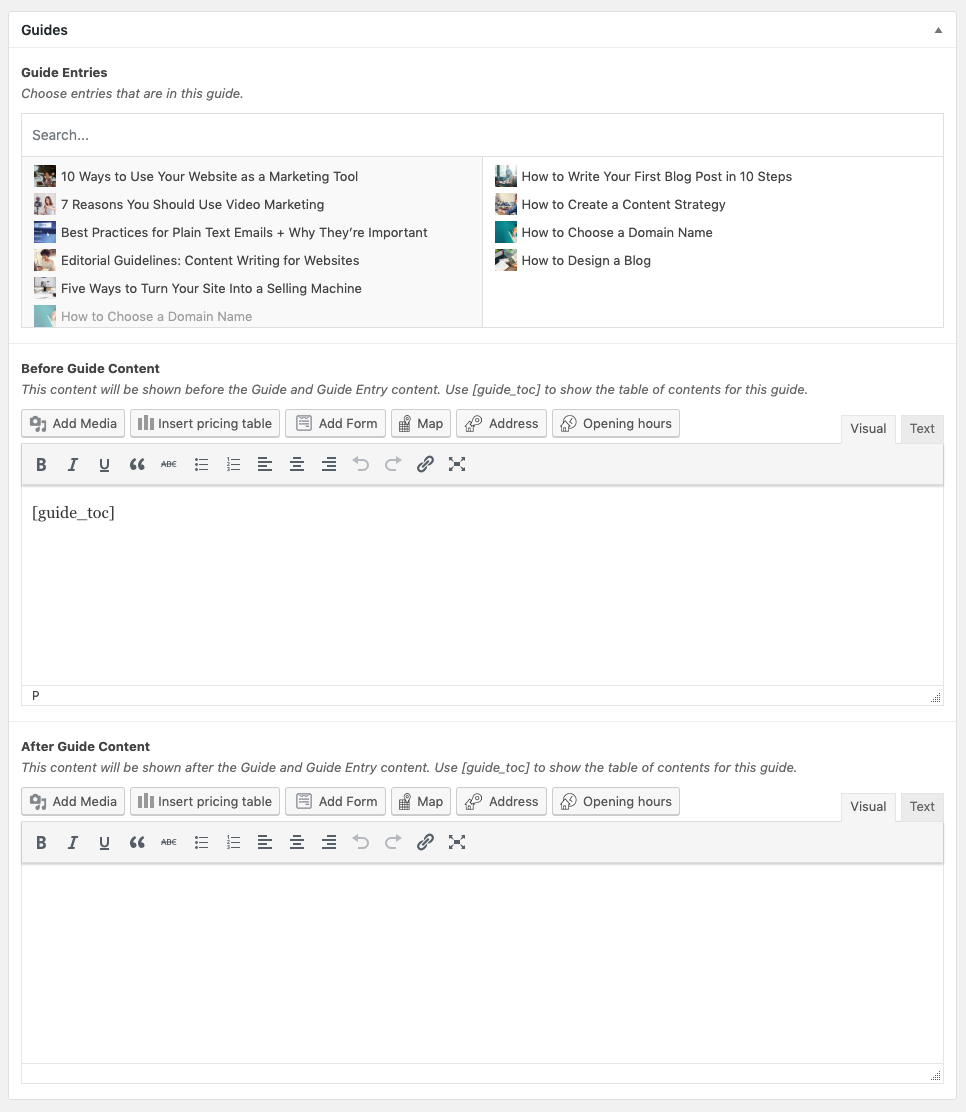 Guides
Guide Entries
Choose entries that are in this guide.
Search...
10 Ways to Use Your Website as a Marketing Tool
7 Reasons You Should Use Video Marketing
Best Practices for Plain Text Emails + Why They’re Important
Editorial Guidelines: Content Writing for Websites
Five Ways to Turn Your Site Into a Selling Machine
How to Choose a Domain Name
How to Write Your First Blog Post in 10 Steps
How to Create a Content Strategy
How to Choose a Domain Name
How to Design a Blog
Before Guide Content
This content will be shown before the Guide and Guide Entry content. Use [guide_toc] to show the table of contents for this guide.
Add Media Insert pricing table Add Form Map Address Opening hours Visual Text
B I U ABC
[guide_toc]
P
After Guide Content
This content will be shown after the Guide and Guide Entry content. Use [guide_toc] to show the table of contents for this guide.
Add Media Insert pricing table Add Form Map Address Opening hours Visual Text
B I U ABC